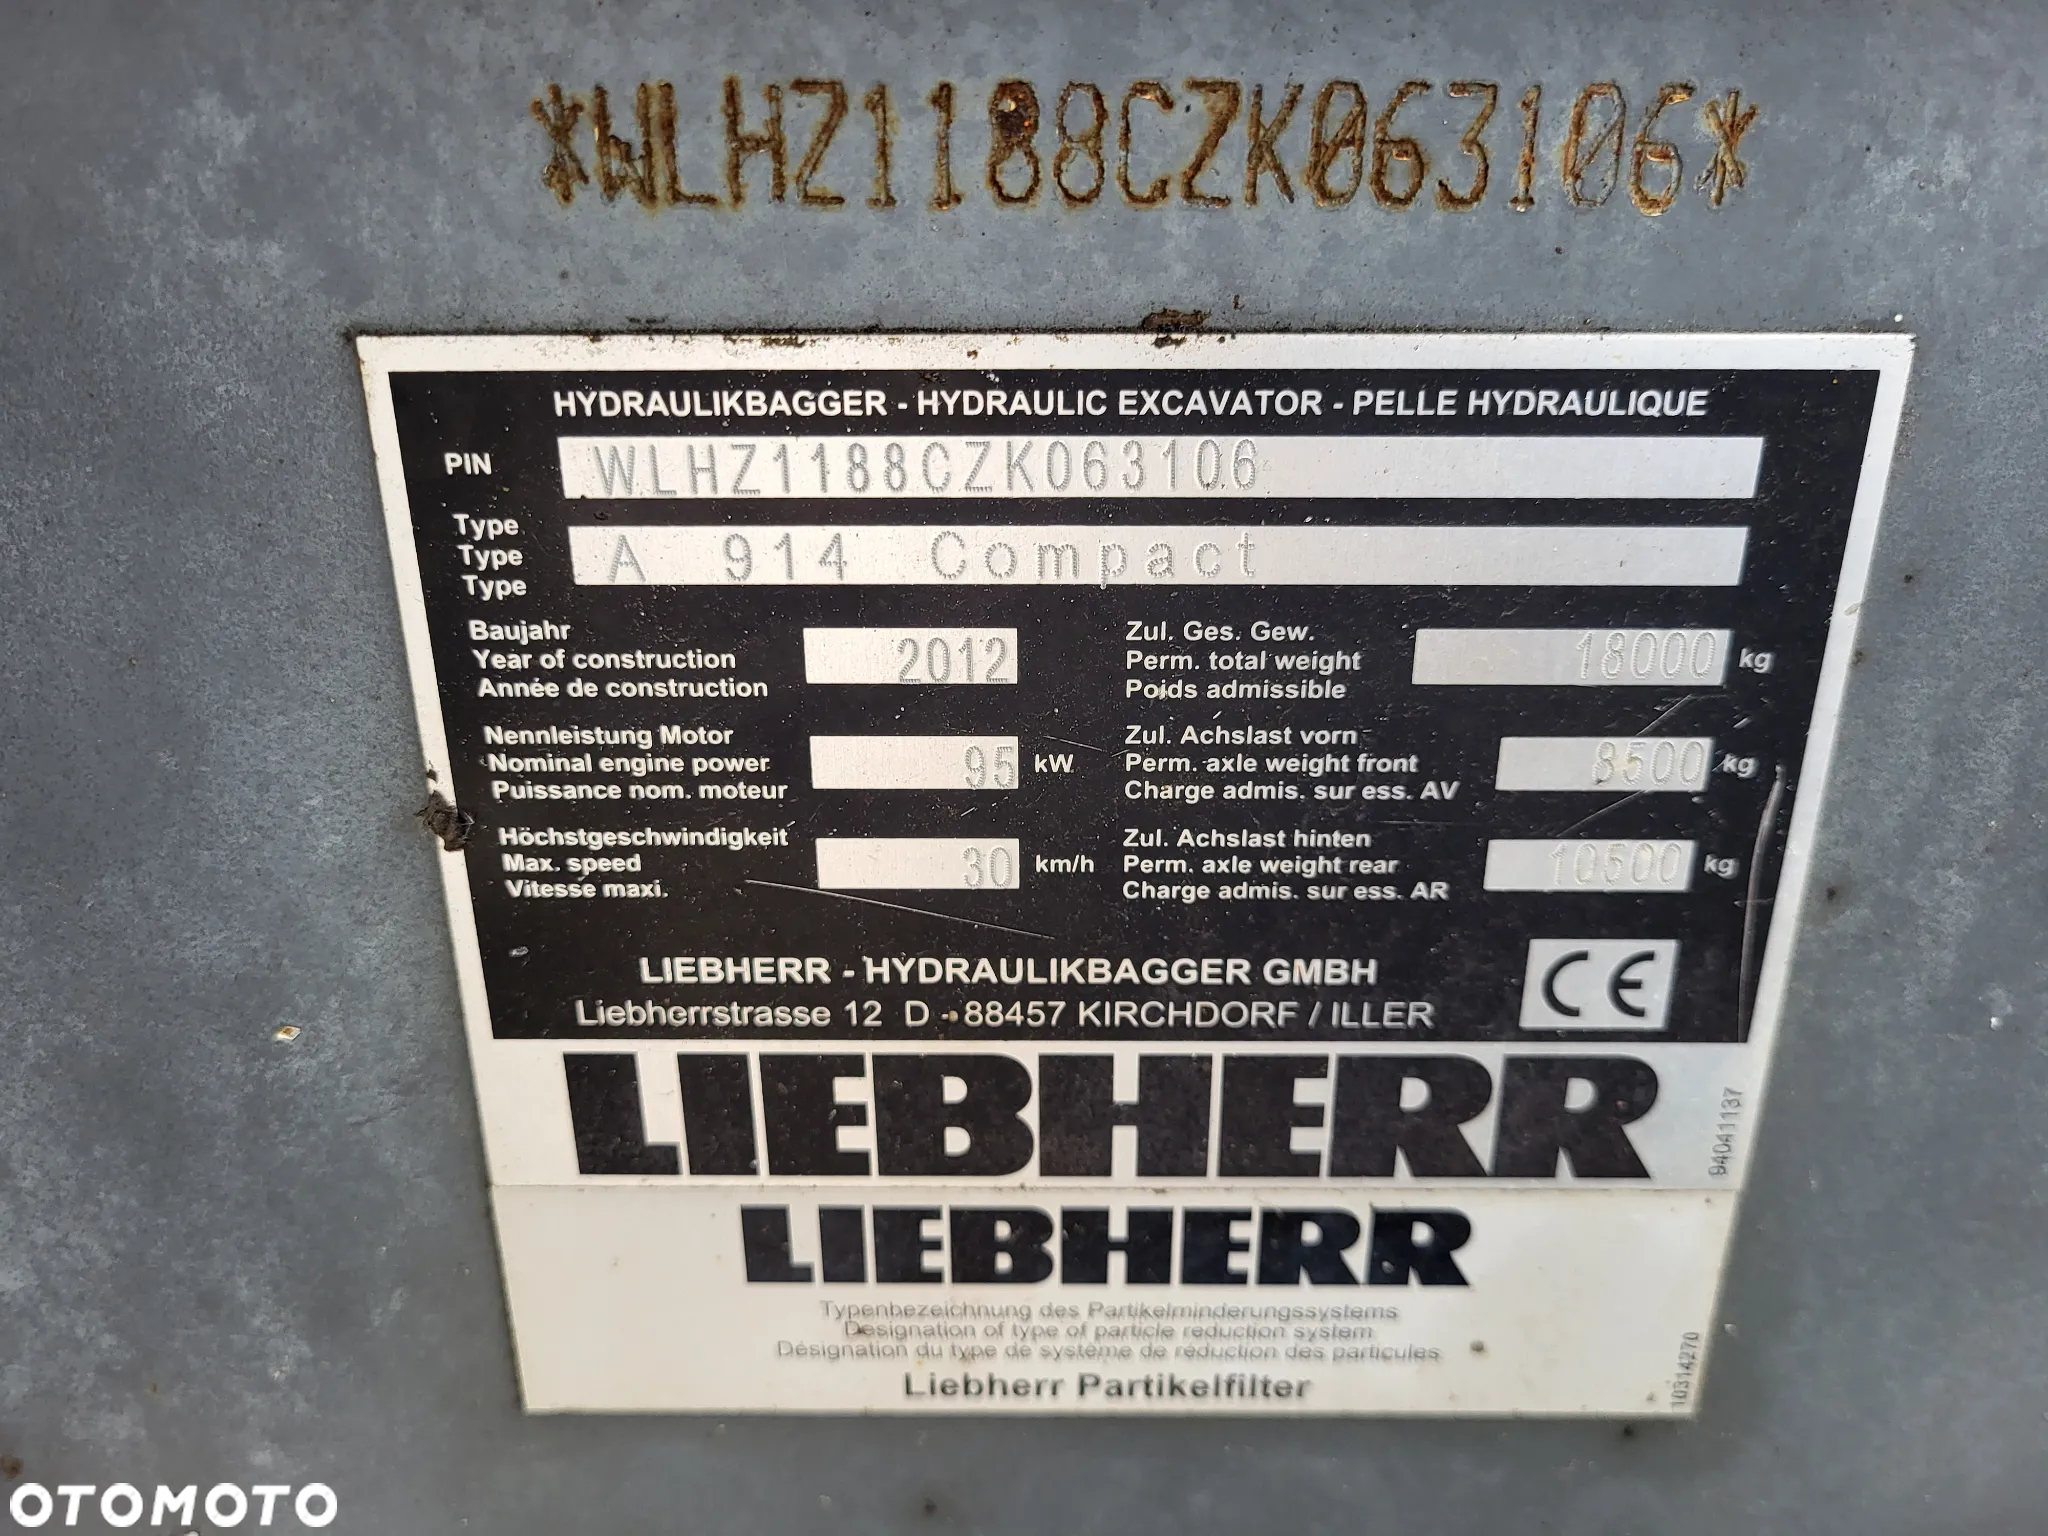 *WLHZ1188CZK063106*
HYDRAULIKBAGGER - HYDRAULIC EXCAVATOR - PELLE HYDRAULIQUE
PIN WLHZ1188CZK063106
Type
Type A 914 Compact
Type
Baujahr
Year of construction 2012
Année de construction
Zul. Ges. Gew.
Perm. total weight 18000 kg
Poids admissible
Nennleistung Motor
Nominal engine power 95 kW
Puissance nom. moteur
Zul. Achslast vorn
Perm. axle weight front 8500 kg
Charge admis. sur ess. AV
Höchstgeschwindigkeit
Max. speed 30 km/h
Vitesse maxi.
Zul. Achslast hinten
Perm. axle weight rear 10500 kg
Charge admis. sur ess. AR
LIEBHERR - HYDRAULIKBAGGER GMBH
Liebherrstrasse 12 D - 88457 KIRCHDORF / ILLER
CE
LIEBHERR
94041137
LIEBHERR
Typenbezeichnung des Partikelminderungssystems
Designation of type of particle reduction system
Désignation du type de système de réduction des particules
Liebherr Partikelfilter
10314270
OTOMOTO